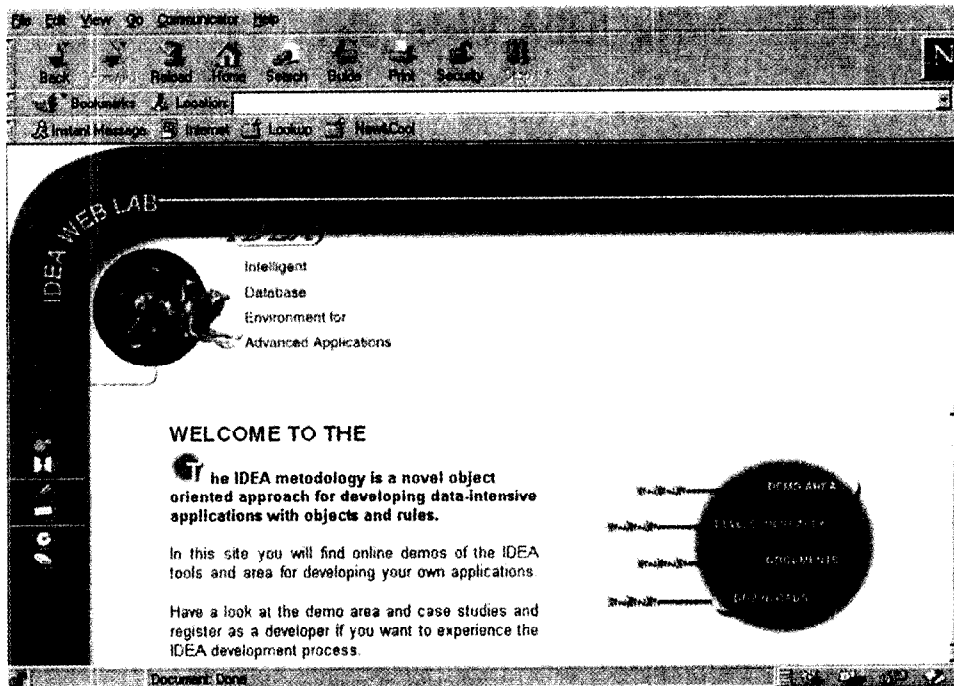 File Edit View Go Communicator Help
Back Reload Home Search Guide Print Security
Bookmarks Location:
Instant Message Internet Lookup New&Cool
IDEA WEB LAB
Intelligent
Database
Environment for
Advanced Applications
WELCOME TO THE
The IDEA metodology is a novel object
oriented approach for developing data-intensive
applications with objects and rules.
In this site you will find online demos of the IDEA
tools and area for developing your own applications.
Have a look at the demo area and case studies and
register as a developer if you want to experience the
IDEA development process.
DEMO AREA
DOCUMENTS
DOWNLOADS
Document: Done